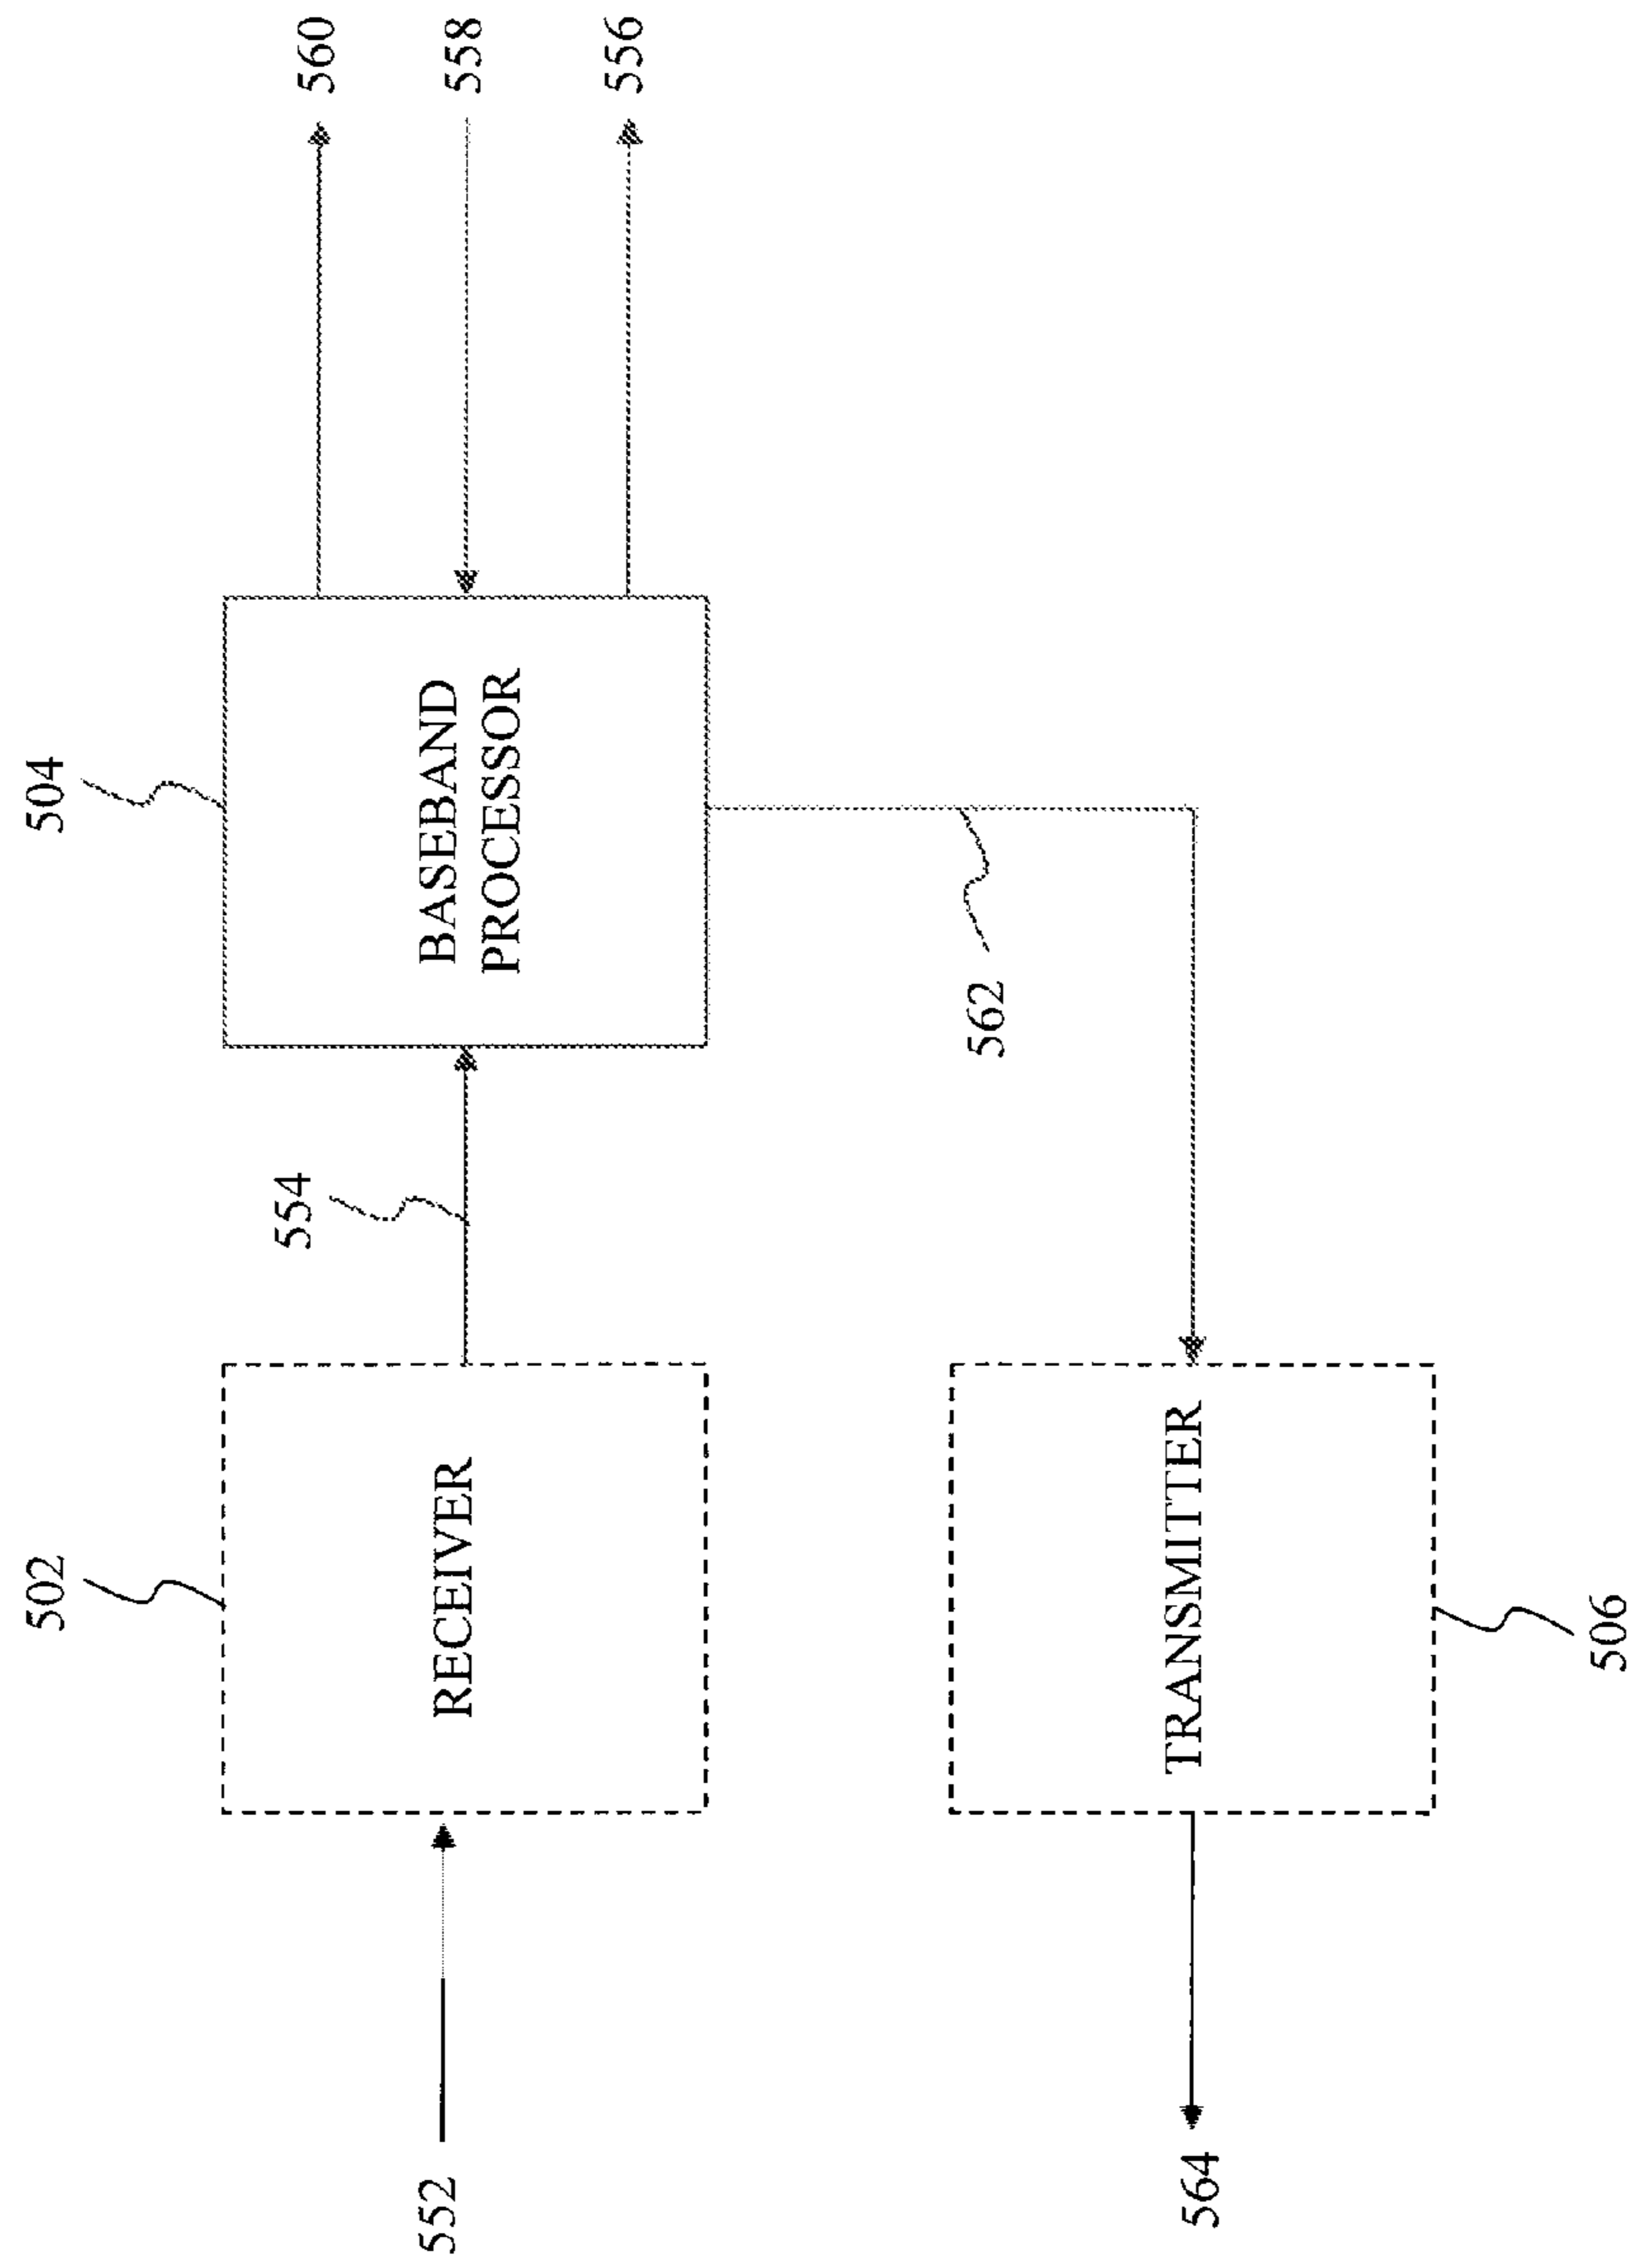 502
504
552
RECEIVER
554
BASEBAND
PROCESSOR
560
558
556
562
564
TRANSMITTER
506